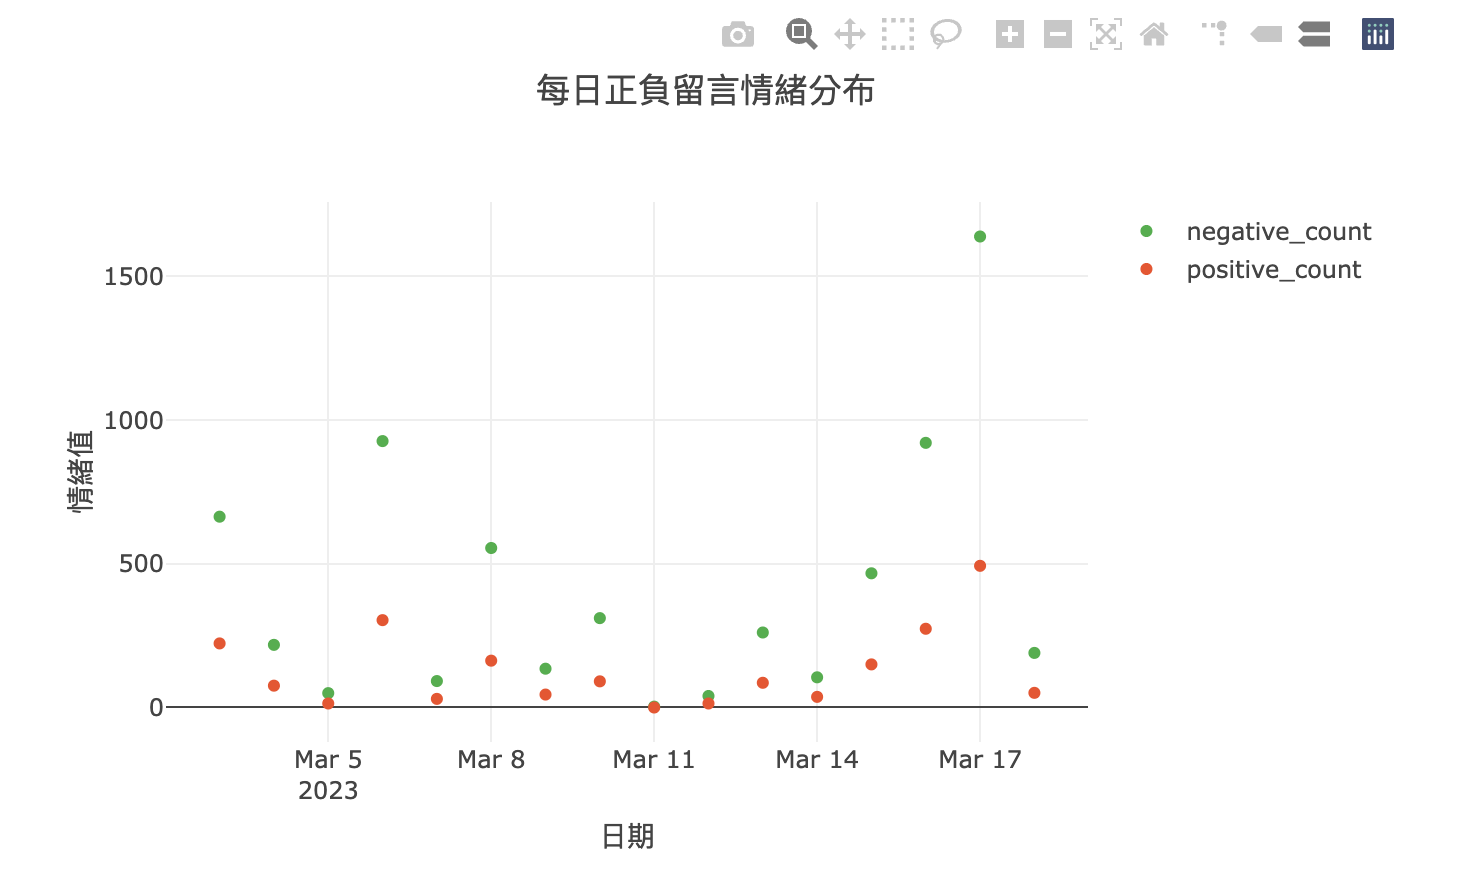 每日正負留言情緒分布
negative_count
positive_count
1500
1000
500
0
情緒值
Mar 5
2023
Mar 8
Mar 11
Mar 14
Mar 17
日期